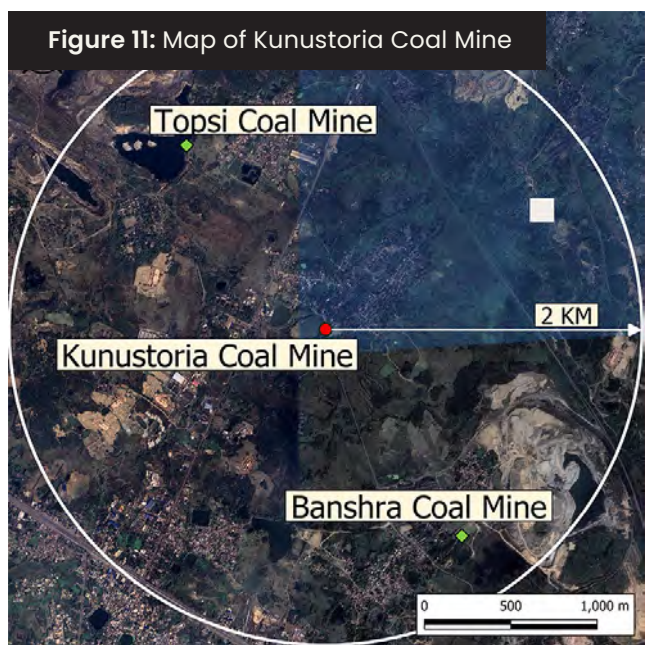 Figure 11: Map of Kunustoria Coal Mine
Topsi Coal Mine
2 KM
Kunustoria Coal Mine
Banshra Coal Mine
0 500 1,000 m